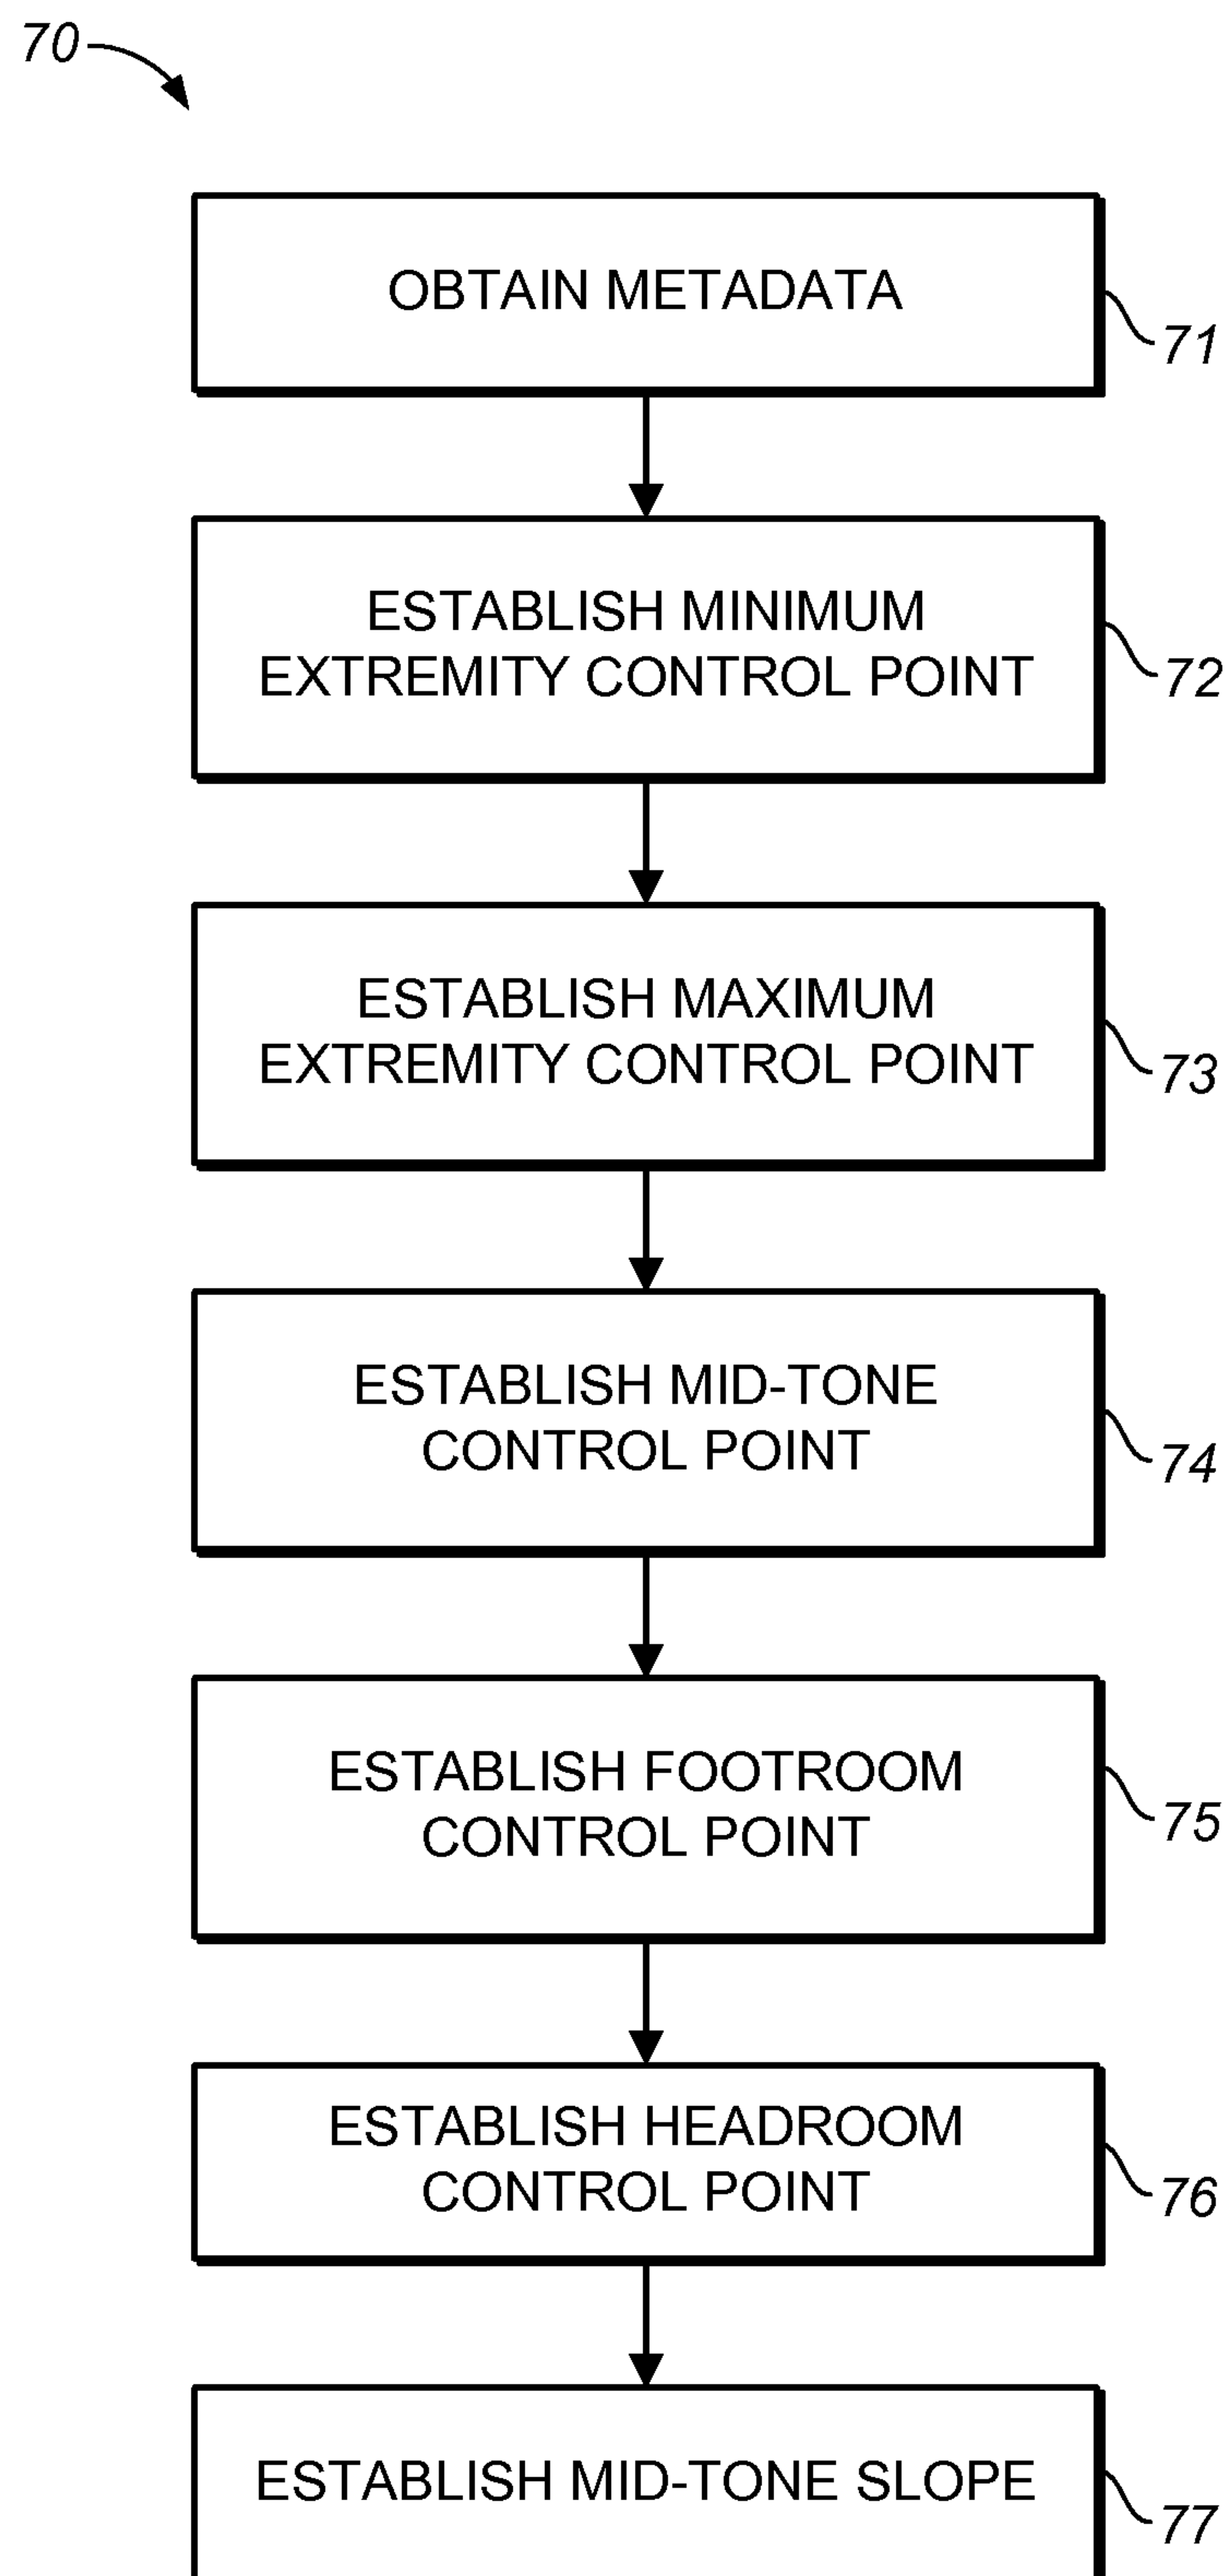 70
OBTAIN METADATA
71
ESTABLISH MINIMUM
EXTREMITY CONTROL POINT
72
ESTABLISH MAXIMUM
EXTREMITY CONTROL POINT
73
ESTABLISH MID-TONE
CONTROL POINT
74
ESTABLISH FOOTROOM
CONTROL POINT
75
ESTABLISH HEADROOM
CONTROL POINT
76
ESTABLISH MID-TONE SLOPE
77